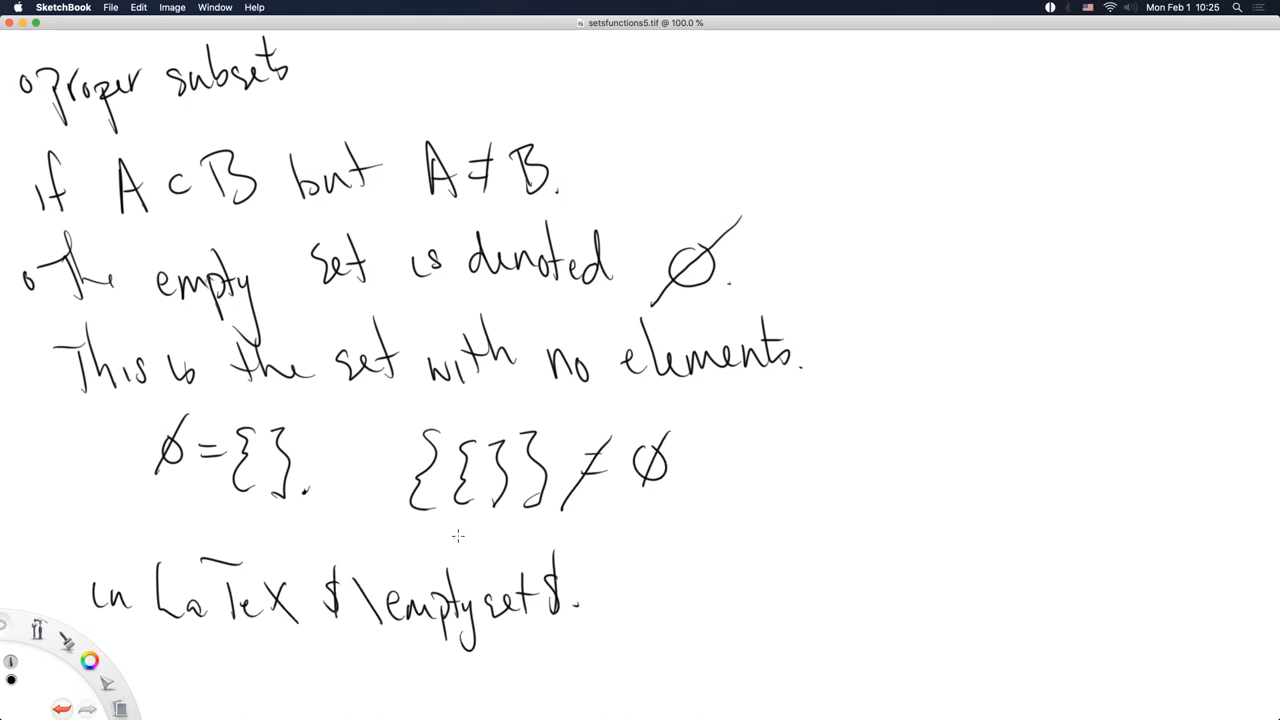 SketchBook File Edit Image Window Help Mon Feb 1 10:25
setsfunctions5.tif @ 100.0 %
Proper subsets
if A ⊂ B but A ≠ B.
The empty set is denoted ∅.
This is the set with no elements.
∅ = {}. {{}} ≠ ∅
in LaTeX $\emptyset$.